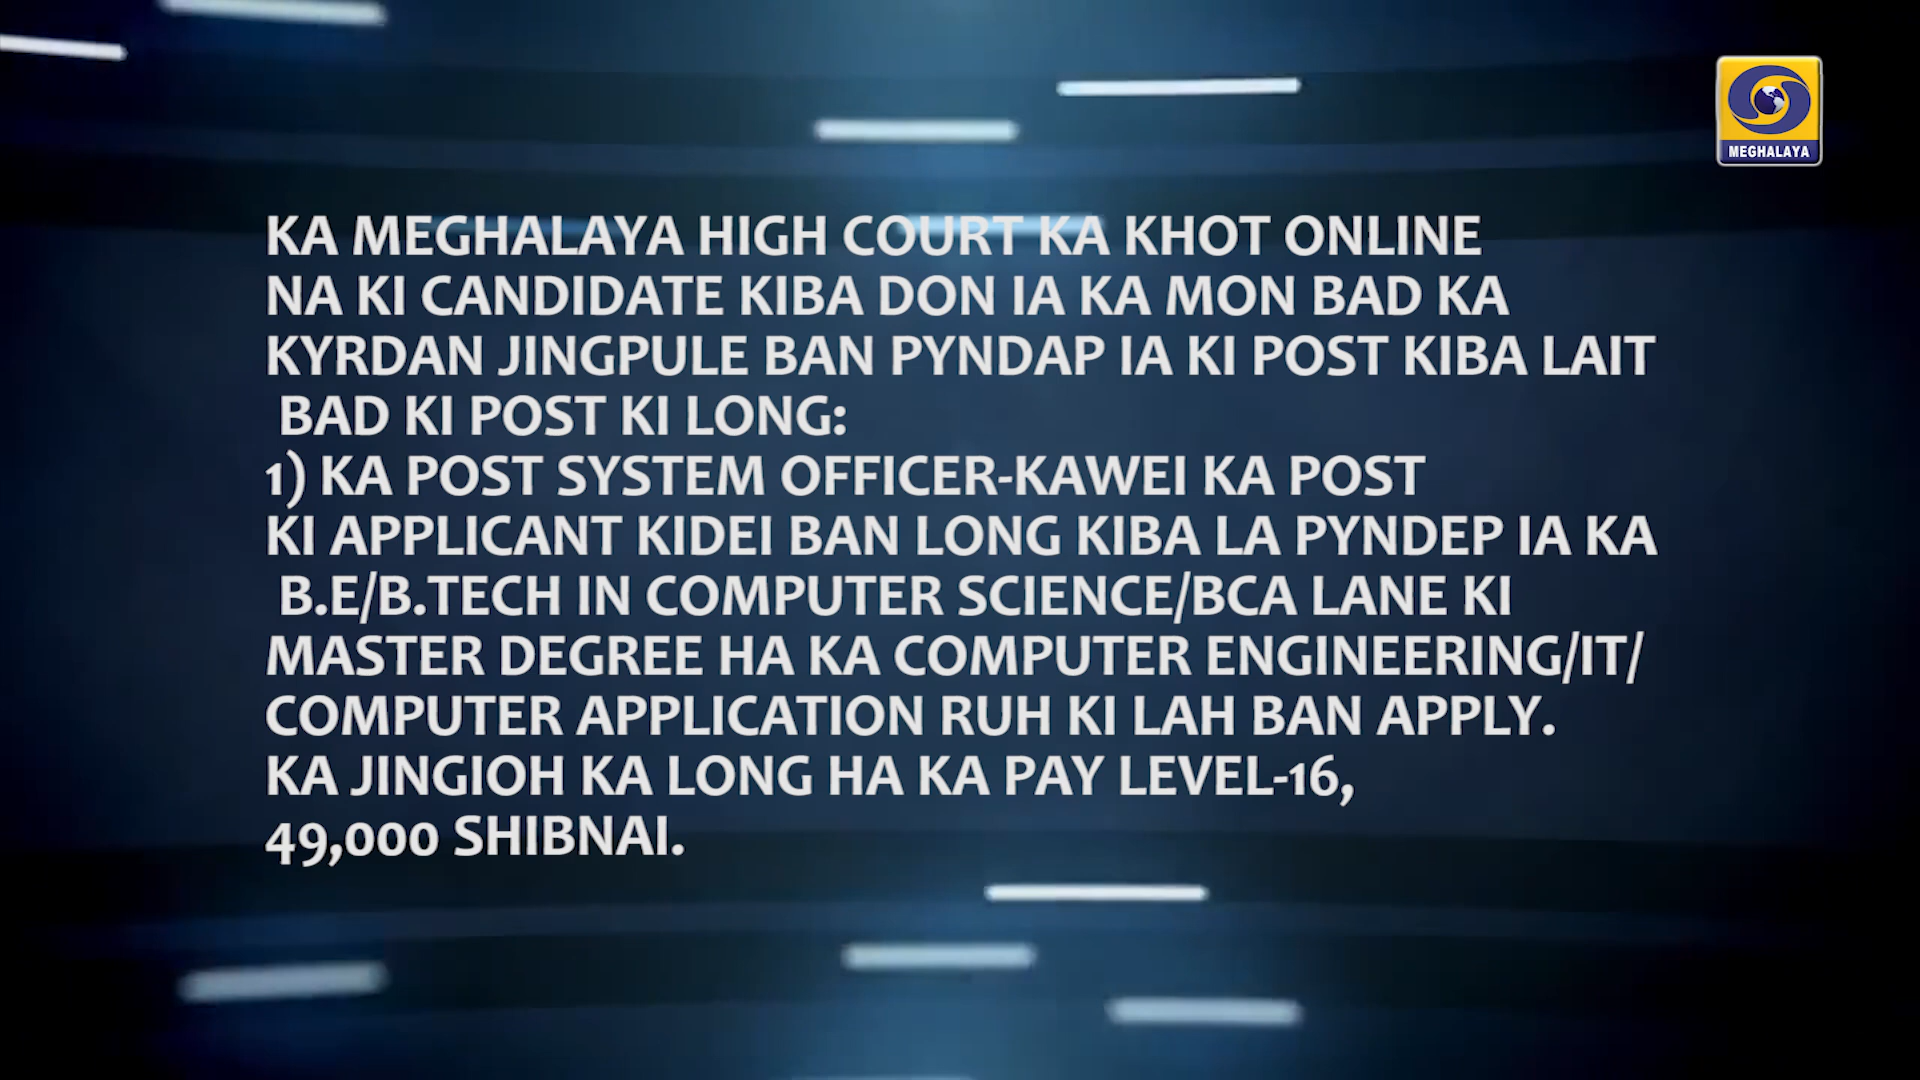 MEGHALAYA
KA MEGHALAYA HIGH COURT KA KHOT ONLINE
NA KI CANDIDATE KIBA DON IA KA MON BAD KA
KYRDAN JINGPULE BAN PYNDAP IA KI POST KIBA LAIT
BAD KI POST KI LONG:
1) KA POST SYSTEM OFFICER-KAWEI KA POST
KI APPLICANT KIDEI BAN LONG KIBA LA PYNDEP IA KA
B.E/B.TECH IN COMPUTER SCIENCE/BCA LANE KI
MASTER DEGREE HA KA COMPUTER ENGINEERING/IT/
COMPUTER APPLICATION RUH KI LAH BAN APPLY.
KA JINGIOH KA LONG HA KA PAY LEVEL-16,
49,000 SHIBNAI.